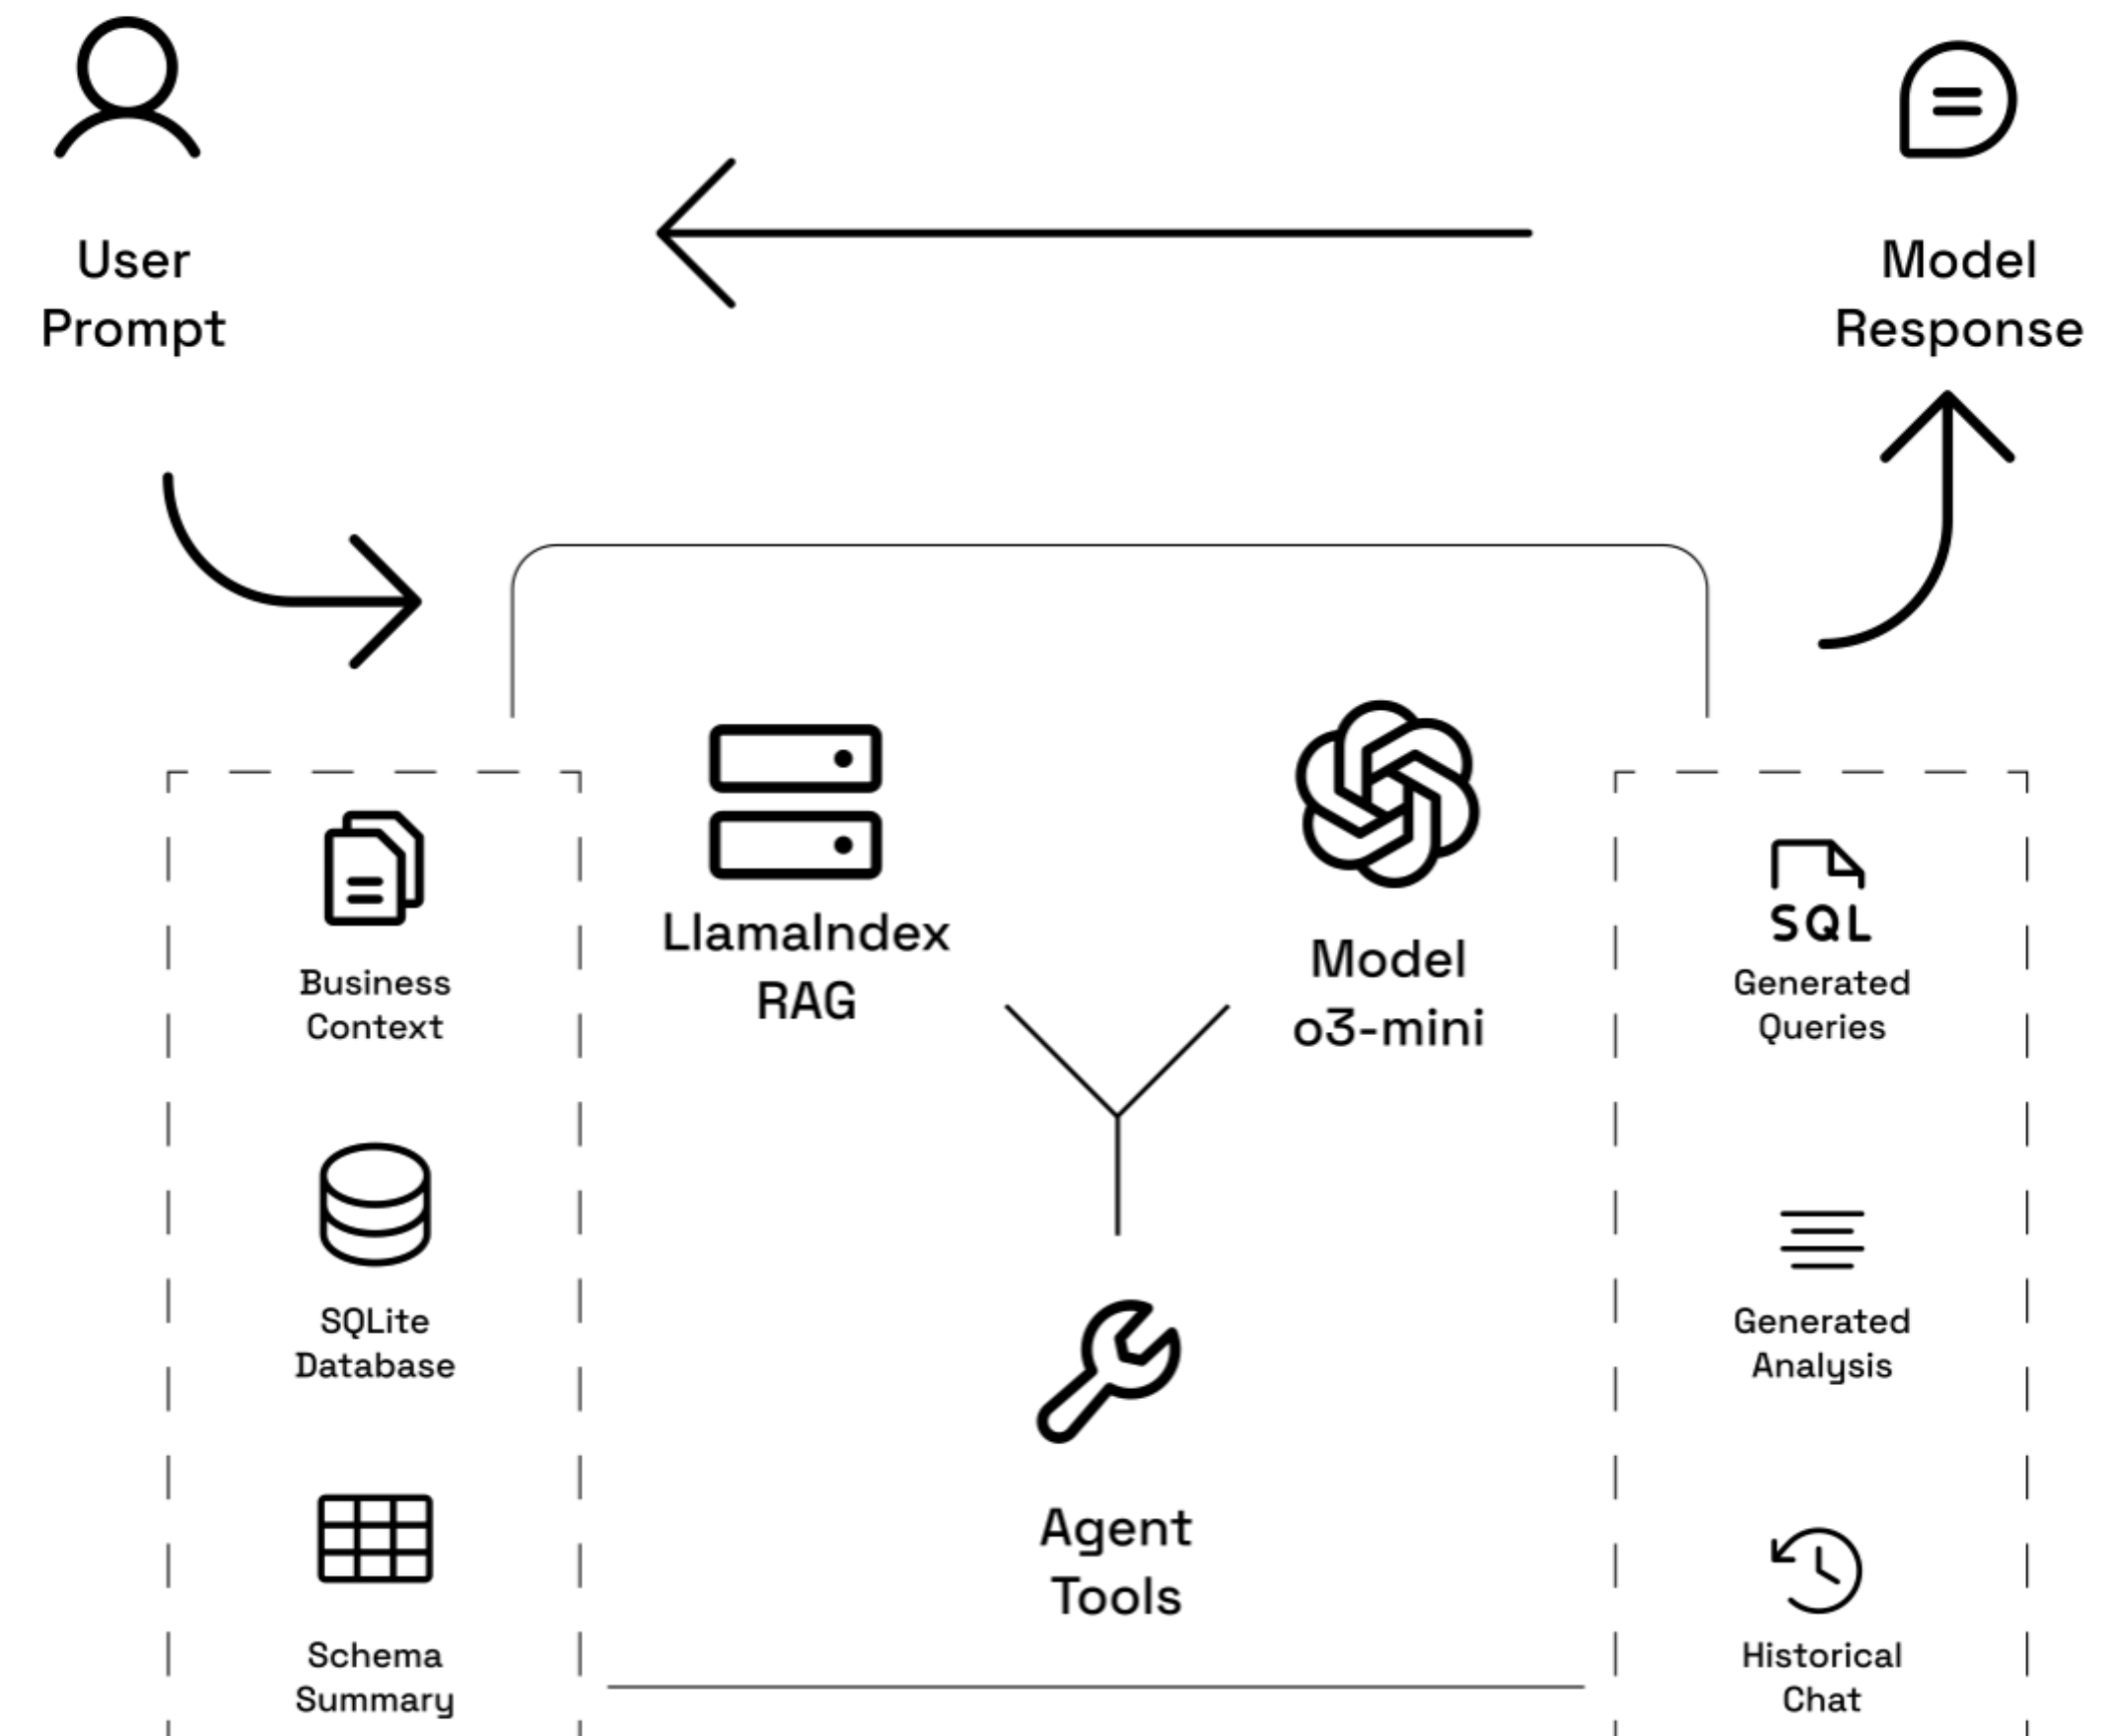 User
Prompt
Model
Response
LlamaIndex
RAG
Model
o3-mini
Business
Context
SQL
Generated
Queries
SQLite
Database
Generated
Analysis
Agent
Tools
Schema
Summary
Historical
Chat